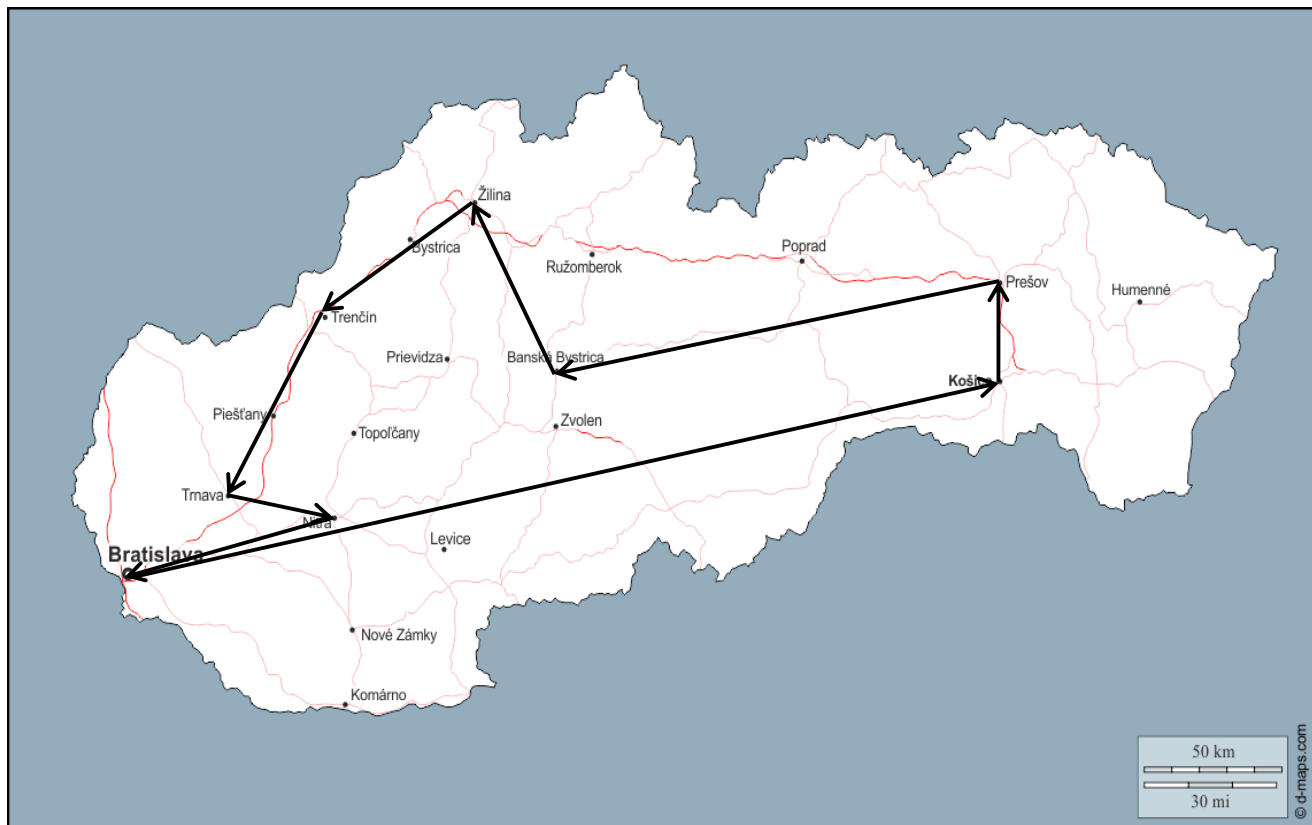 Žilina
Bystrica
Ružomberok
Poprad
Prešov
Humenné
Trenčín
Prievidza
Banská Bystrica
Piešťany
Topoľčany
Zvolen
Trnava
Nitra
Levice
Bratislava
Nové Zámky
Komárno
50 km
30 mi
© d-maps.com